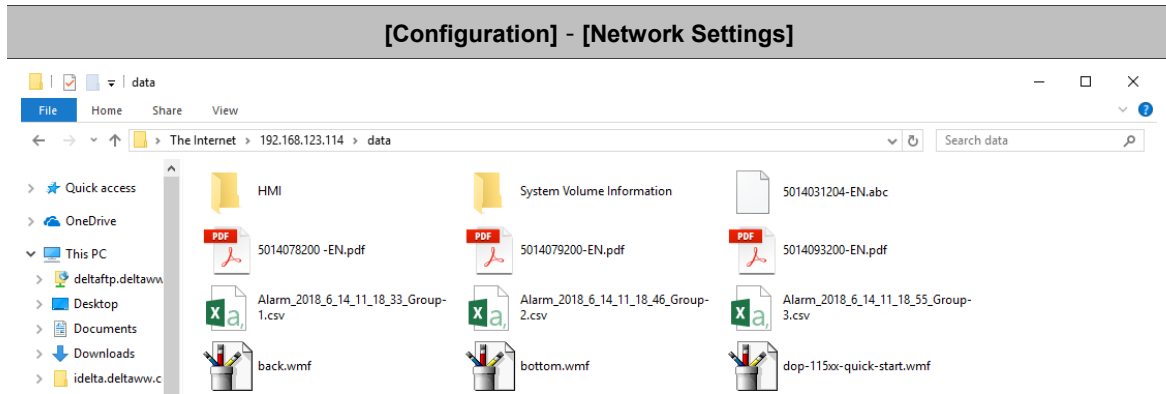 [Configuration] - [Network Settings]
data
File Home Share View
The Internet > 192.168.123.114 > data
Search data
Quick access
OneDrive
This PC
deltaftp.deltaww
Desktop
Documents
Downloads
idelta.deltaww.c
HMI
System Volume Information
5014031204-EN.abc
PDF
5014078200 -EN.pdf
PDF
5014079200-EN.pdf
PDF
5014093200-EN.pdf
Alarm_2018_6_14_11_18_33_Group-
1.csv
Alarm_2018_6_14_11_18_46_Group-
2.csv
Alarm_2018_6_14_11_18_55_Group-
3.csv
back.wmf
bottom.wmf
dop-115xx-quick-start.wmf